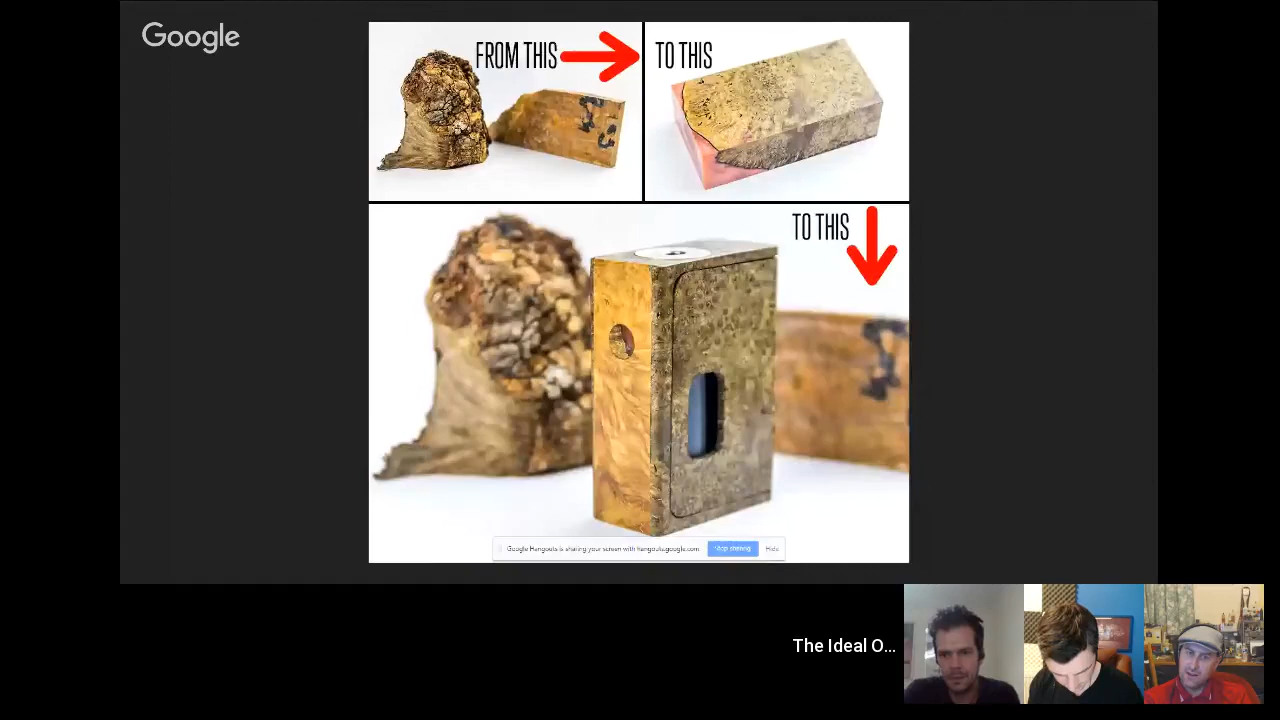 Google
FROM THIS
TO THIS
TO THIS
Google Hangouts is sharing your screen with hangouts.google.com
Stop sharing
Hide
The Ideal O...